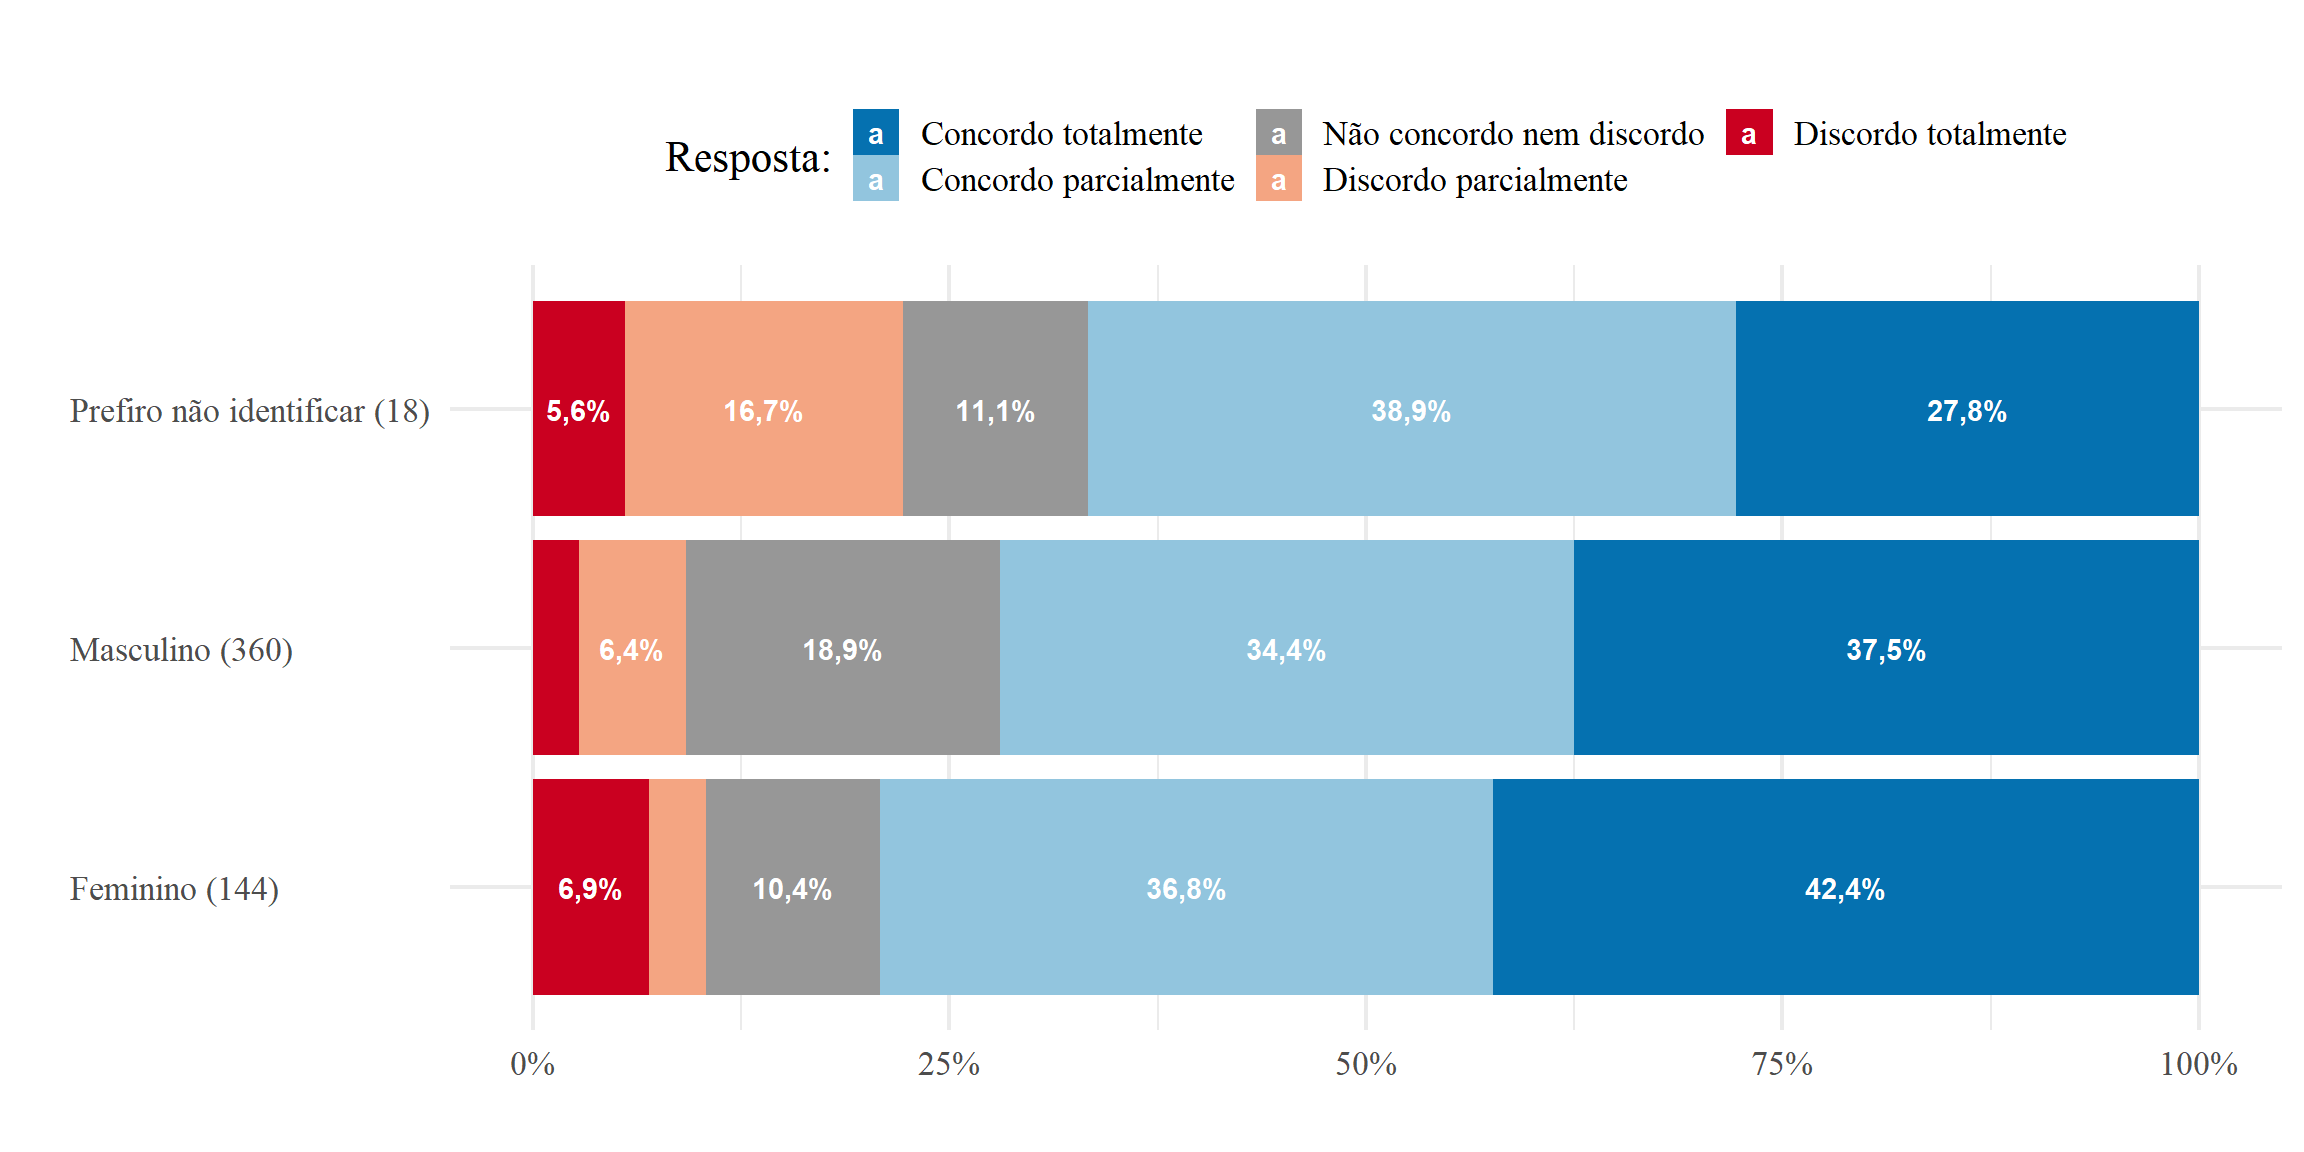 Resposta:
a Concordo totalmente
a Concordo parcialmente
a Não concordo nem discordo
a Discordo parcialmente
a Discordo totalmente
Prefiro não identificar (18)
5,6% 16,7% 11,1% 38,9% 27,8%
Masculino (360)
6,4% 18,9% 34,4% 37,5%
Feminino (144)
6,9% 10,4% 36,8% 42,4%
0% 25% 50% 75% 100%